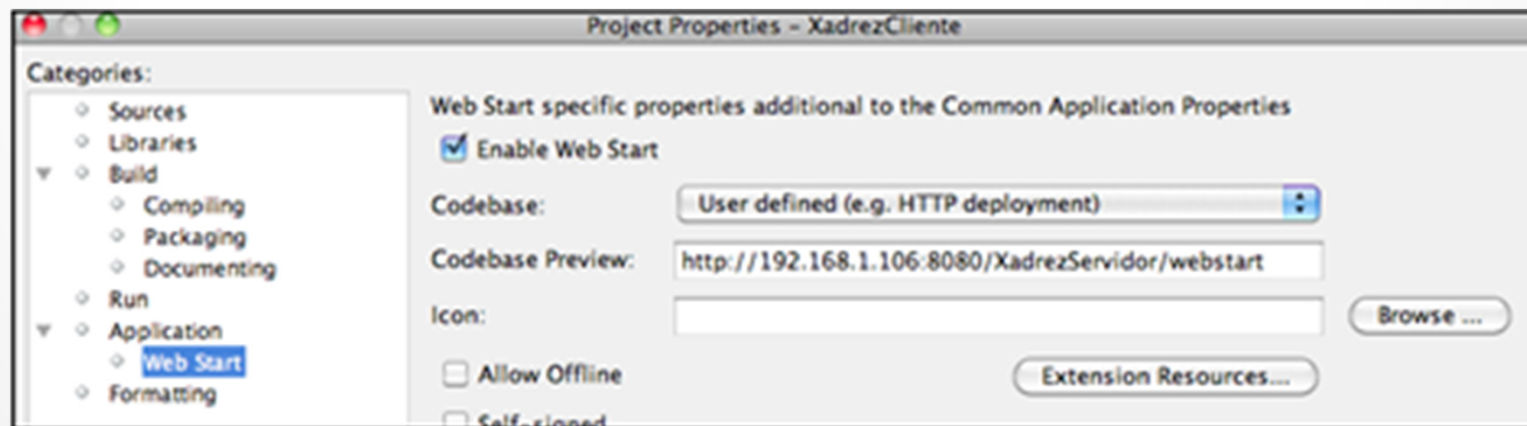 Project Properties – XadrezCliente
Categories:
Sources
Libraries
Build
Compiling
Packaging
Documenting
Run
Application
Web Start
Formatting
Web Start specific properties additional to the Common Application Properties
Enable Web Start
Codebase: User defined (e.g. HTTP deployment)
Codebase Preview: http://192.168.1.106:8080/XadrezServidor/webstart
Icon: Browse ...
Allow Offline Extension Resources...
Self-signed